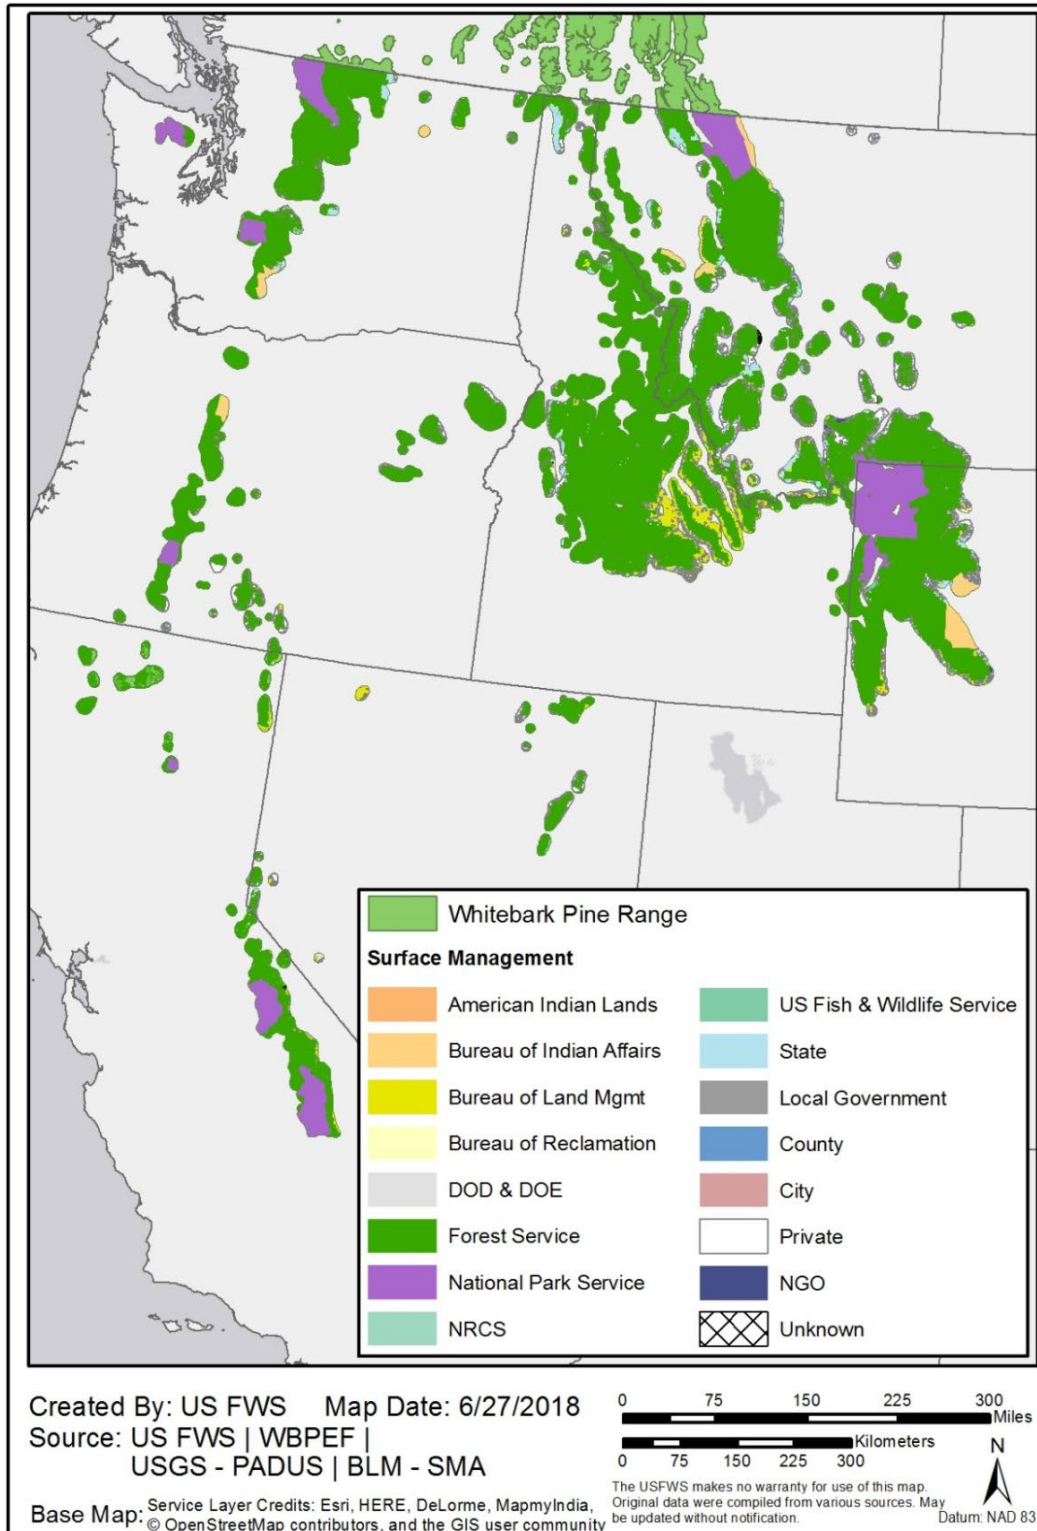 Whitebark Pine Range
Surface Management
American Indian Lands
Bureau of Indian Affairs
Bureau of Land Mgmt
Bureau of Reclamation
DOD & DOE
Forest Service
National Park Service
NRCS
US Fish & Wildlife Service
State
Local Government
County
City
Private
NGO
Unknown
Created By: US FWS Map Date: 6/27/2018
Source: US FWS | WBPEF |
USGS - PADUS | BLM - SMA
Base Map: Service Layer Credits: Esri, HERE, DeLorme, MapmyIndia,
© OpenStreetMap contributors, and the GIS user community
0 75 150 225 300
Miles
Kilometers
0 75 150 225 300
The USFWS makes no warranty for use of this map.
Original data were compiled from various sources. May
be updated without notification.
N
Datum: NAD 83